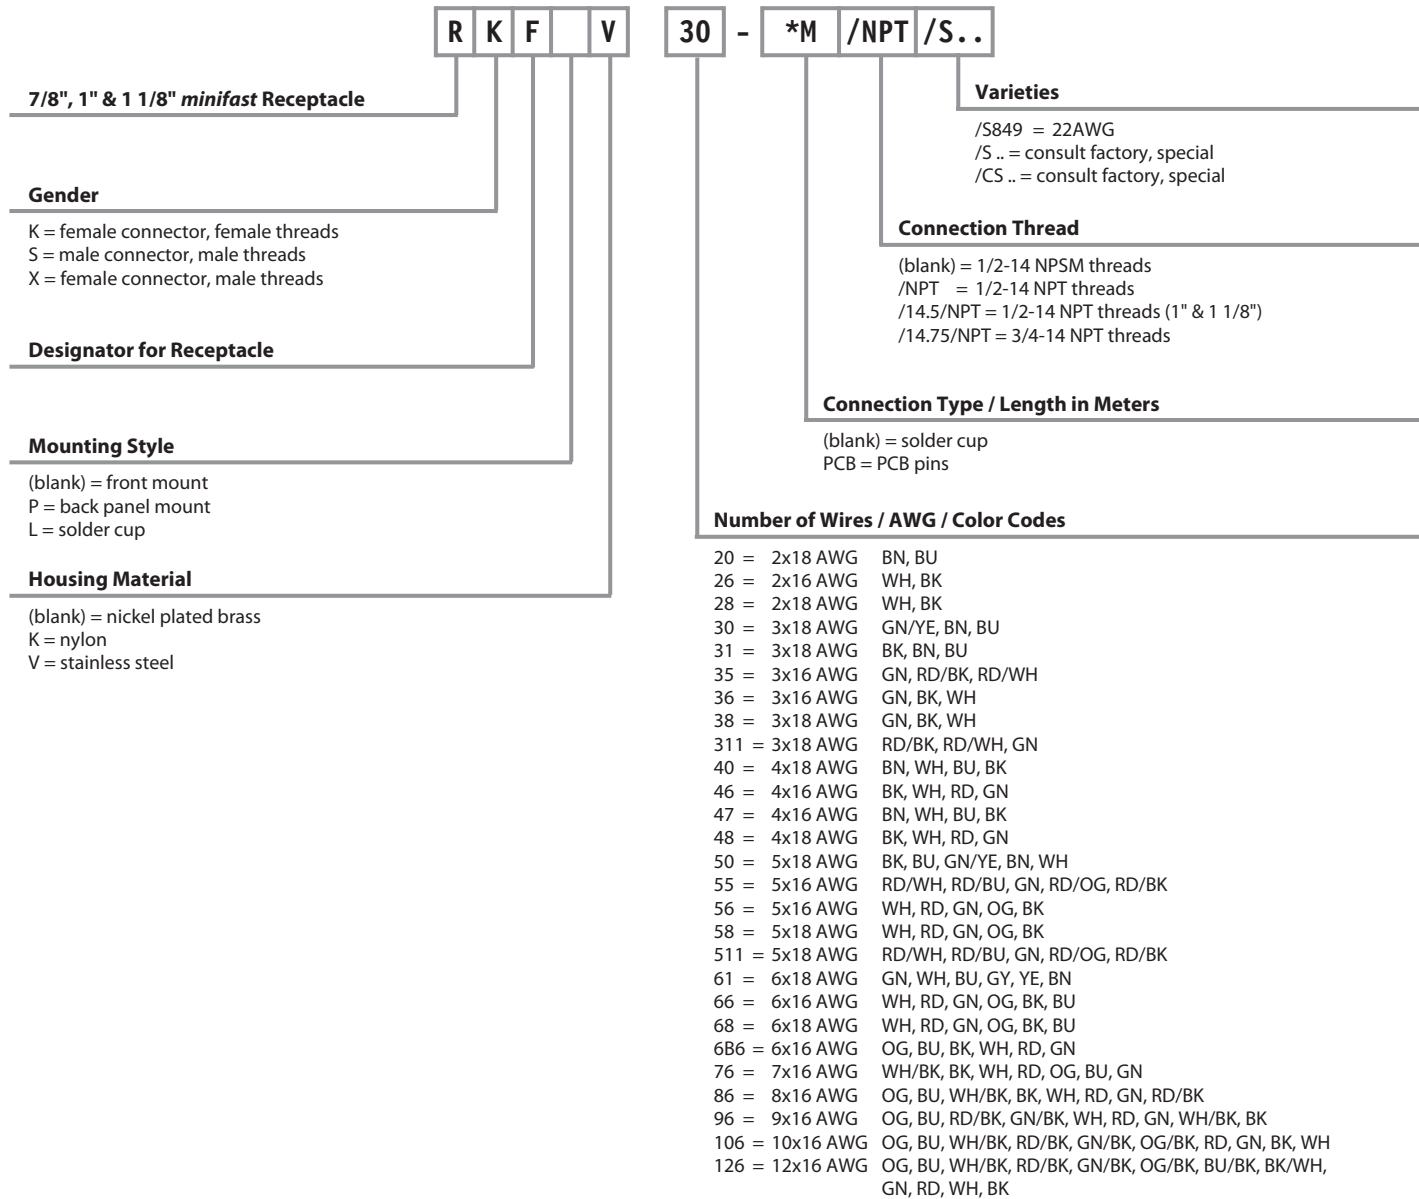 R K F V 30 - *M /NPT /S..
7/8", 1" & 1 1/8" minifast Receptacle
Gender
K = female connector, female threads
S = male connector, male threads
X = female connector, male threads
Designator for Receptacle
Mounting Style
(blank) = front mount
P = back panel mount
L = solder cup
Housing Material
(blank) = nickel plated brass
K = nylon
V = stainless steel
Varieties
/S849 = 22AWG
/S .. = consult factory, special
/CS .. = consult factory, special
Connection Thread
(blank) = 1/2-14 NPSM threads
/NPT = 1/2-14 NPT threads
/14.5/NPT = 1/2-14 NPT threads (1" & 1 1/8")
/14.75/NPT = 3/4-14 NPT threads
Connection Type / Length in Meters
(blank) = solder cup
PCB = PCB pins
Number of Wires / AWG / Color Codes
20 = 2x18 AWG BN, BU
26 = 2x16 AWG WH, BK
28 = 2x18 AWG WH, BK
30 = 3x18 AWG GN/YE, BN, BU
31 = 3x18 AWG BK, BN, BU
35 = 3x16 AWG GN, RD/BK, RD/WH
36 = 3x16 AWG GN, BK, WH
38 = 3x18 AWG GN, BK, WH
311 = 3x18 AWG RD/BK, RD/WH, GN
40 = 4x18 AWG BN, WH, BU, BK
46 = 4x16 AWG BK, WH, RD, GN
47 = 4x16 AWG BN, WH, BU, BK
48 = 4x18 AWG BK, WH, RD, GN
50 = 5x18 AWG BK, BU, GN/YE, BN, WH
55 = 5x16 AWG RD/WH, RD/BU, GN, RD/OG, RD/BK
56 = 5x16 AWG WH, RD, GN, OG, BK
58 = 5x18 AWG WH, RD, GN, OG, BK
511 = 5x18 AWG RD/WH, RD/BU, GN, RD/OG, RD/BK
61 = 6x18 AWG GN, WH, BU, GY, YE, BN
66 = 6x16 AWG WH, RD, GN, OG, BK, BU
68 = 6x18 AWG WH, RD, GN, OG, BK, BU
6B6 = 6x16 AWG OG, BU, BK, WH, RD, GN
76 = 7x16 AWG WH/BK, BK, WH, RD, OG, BU, GN
86 = 8x16 AWG OG, BU, WH/BK, BK, WH, RD, GN, RD/BK
96 = 9x16 AWG OG, BU, RD/BK, GN/BK, WH, RD, GN, WH/BK, BK
106 = 10x16 AWG OG, BU, WH/BK, RD/BK, GN/BK, OG/BK, RD, GN, BK, WH
126 = 12x16 AWG OG, BU, WH/BK, RD/BK, GN/BK, OG/BK, BU/BK, BK/WH,
GN, RD, WH, BK